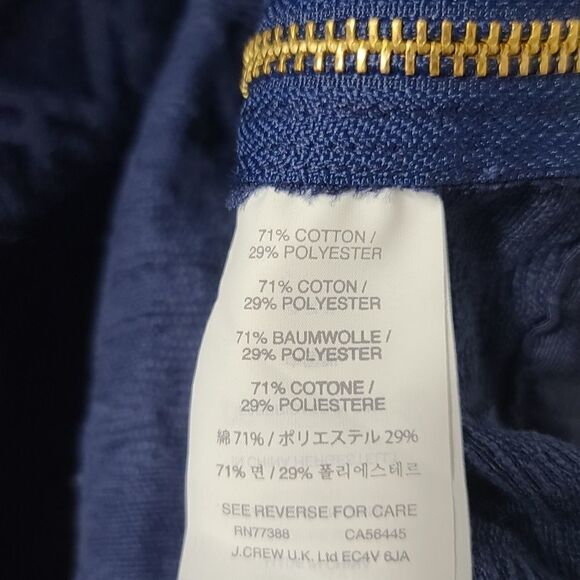 71% COTTON /
29% POLYESTER
71% COTON /
29% POLYESTER
71% BAUMWOLLE /
29% POLYESTER
71% COTONE /
29% POLIESTERE
綿 71% / ポリエステル 29%
71% 면 / 29% 폴리에스테르
SEE REVERSE FOR CARE
RN77388 CA56445
J.CREW U.K. Ltd EC4V 6JA